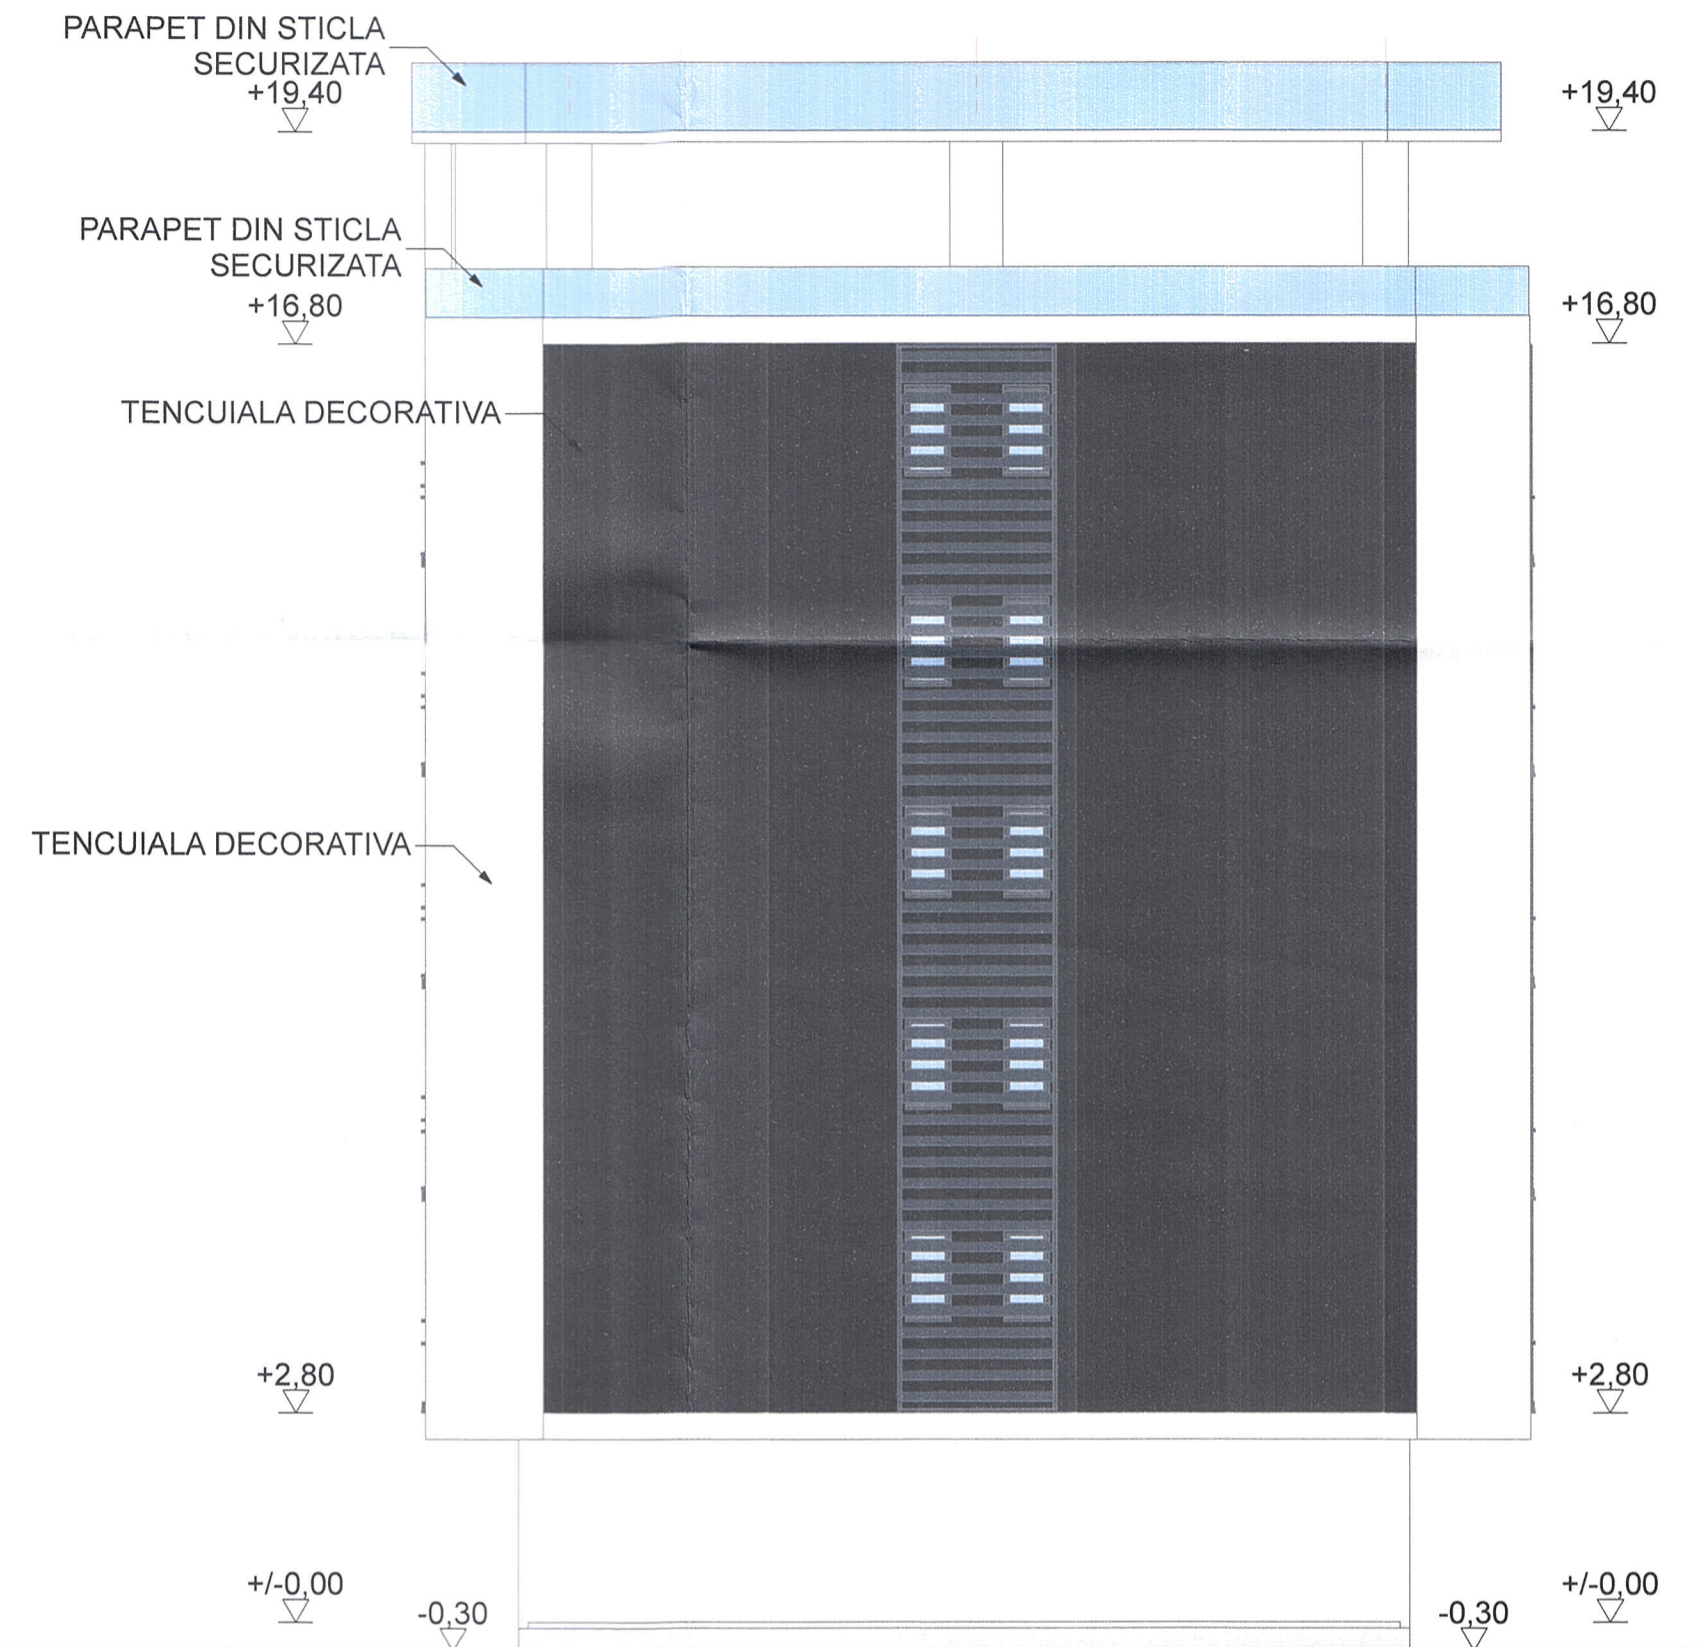 PARAPET DIN STICLA
SECURIZATA
+19,40
+19,40
PARAPET DIN STICLA
SECURIZATA
+16,80
+16,80
TENCUIALA DECORATIVA
TENCUIALA DECORATIVA
+2,80
+2,80
+/-0,00
+/-0,00
-0,30
-0,30